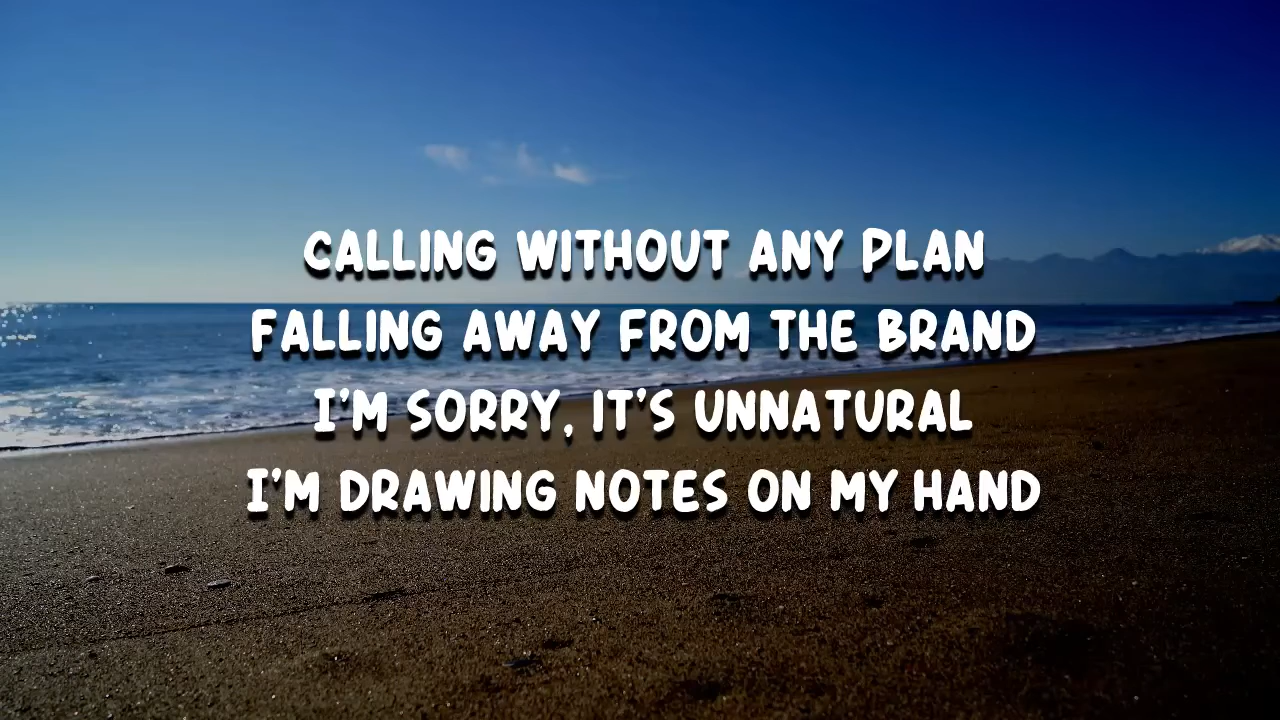 CALLING WITHOUT ANY PLAN
FALLING AWAY FROM THE BRAND
I'M SORRY, IT'S UNNATURAL
I'M DRAWING NOTES ON MY HAND